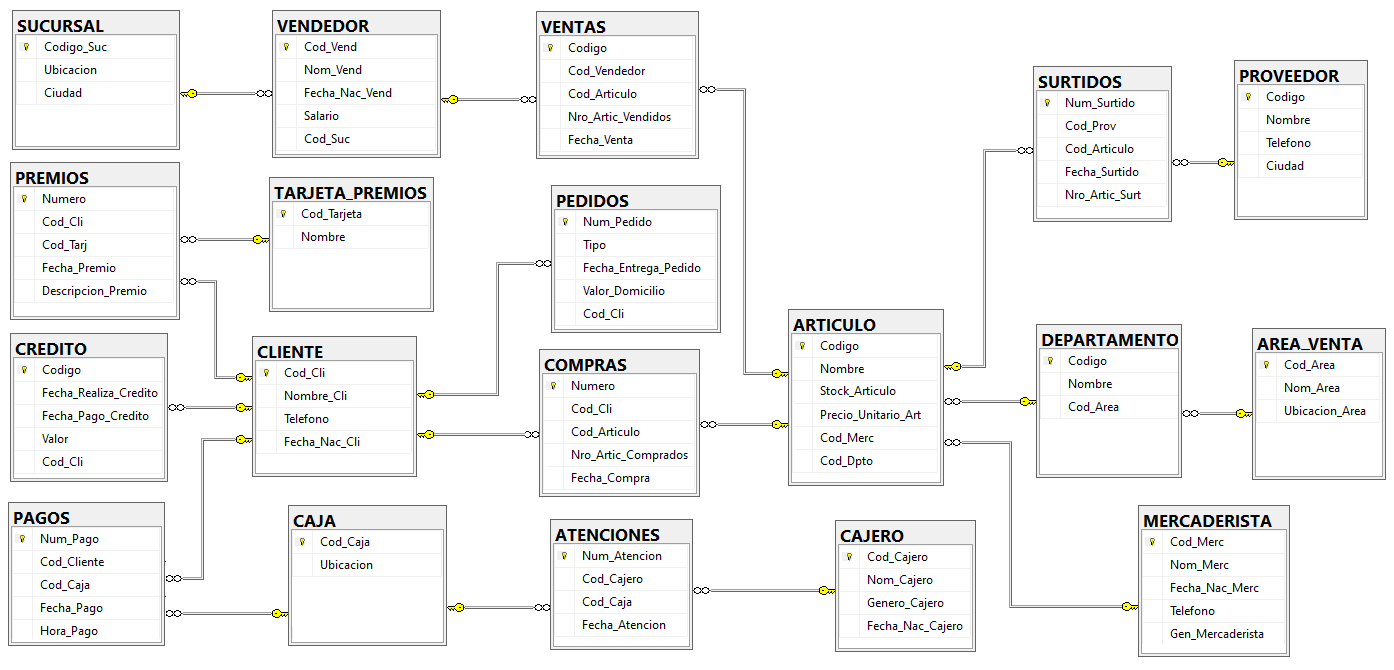 SUCURSAL
Codigo_Suc
Ubicacion
Ciudad
VENDEDOR
Cod_Vend
Nom_Vend
Fecha_Nac_Vend
Salario
Cod_Suc
VENTAS
Codigo
Cod_Vendedor
Cod_Articulo
Nro_Artic_Vendidos
Fecha_Venta
SURTIDOS
Num_Surtido
Cod_Prov
Cod_Articulo
Fecha_Surtido
Nro_Artic_Surt
PROVEEDOR
Codigo
Nombre
Telefono
Ciudad
PREMIOS
Numero
Cod_Cli
Cod_Tarj
Fecha_Premio
Descripcion_Premio
TARJETA_PREMIOS
Cod_Tarjeta
Nombre
PEDIDOS
Num_Pedido
Tipo
Fecha_Entrega_Pedido
Valor_Domicilio
Cod_Cli
CREDITO
Codigo
Fecha_Realiza_Credito
Fecha_Pago_Credito
Valor
Cod_Cli
CLIENTE
Cod_Cli
Nombre_Cli
Telefono
Fecha_Nac_Cli
COMPRAS
Numero
Cod_Cli
Cod_Articulo
Nro_Artic_Comprados
Fecha_Compra
ARTICULO
Codigo
Nombre
Stock_Articulo
Precio_Unitario_Art
Cod_Merc
Cod_Dpto
DEPARTAMENTO
Codigo
Nombre
Cod_Area
AREA_VENTA
Cod_Area
Nom_Area
Ubicacion_Area
PAGOS
Num_Pago
Cod_Cliente
Cod_Caja
Fecha_Pago
Hora_Pago
CAJA
Cod_Caja
Ubicacion
ATENCIONES
Num_Atencion
Cod_Cajero
Cod_Caja
Fecha_Atencion
CAJERO
Cod_Cajero
Nom_Cajero
Genero_Cajero
Fecha_Nac_Cajero
MERCADERISTA
Cod_Merc
Nom_Merc
Fecha_Nac_Merc
Telefono
Gen_Mercaderista